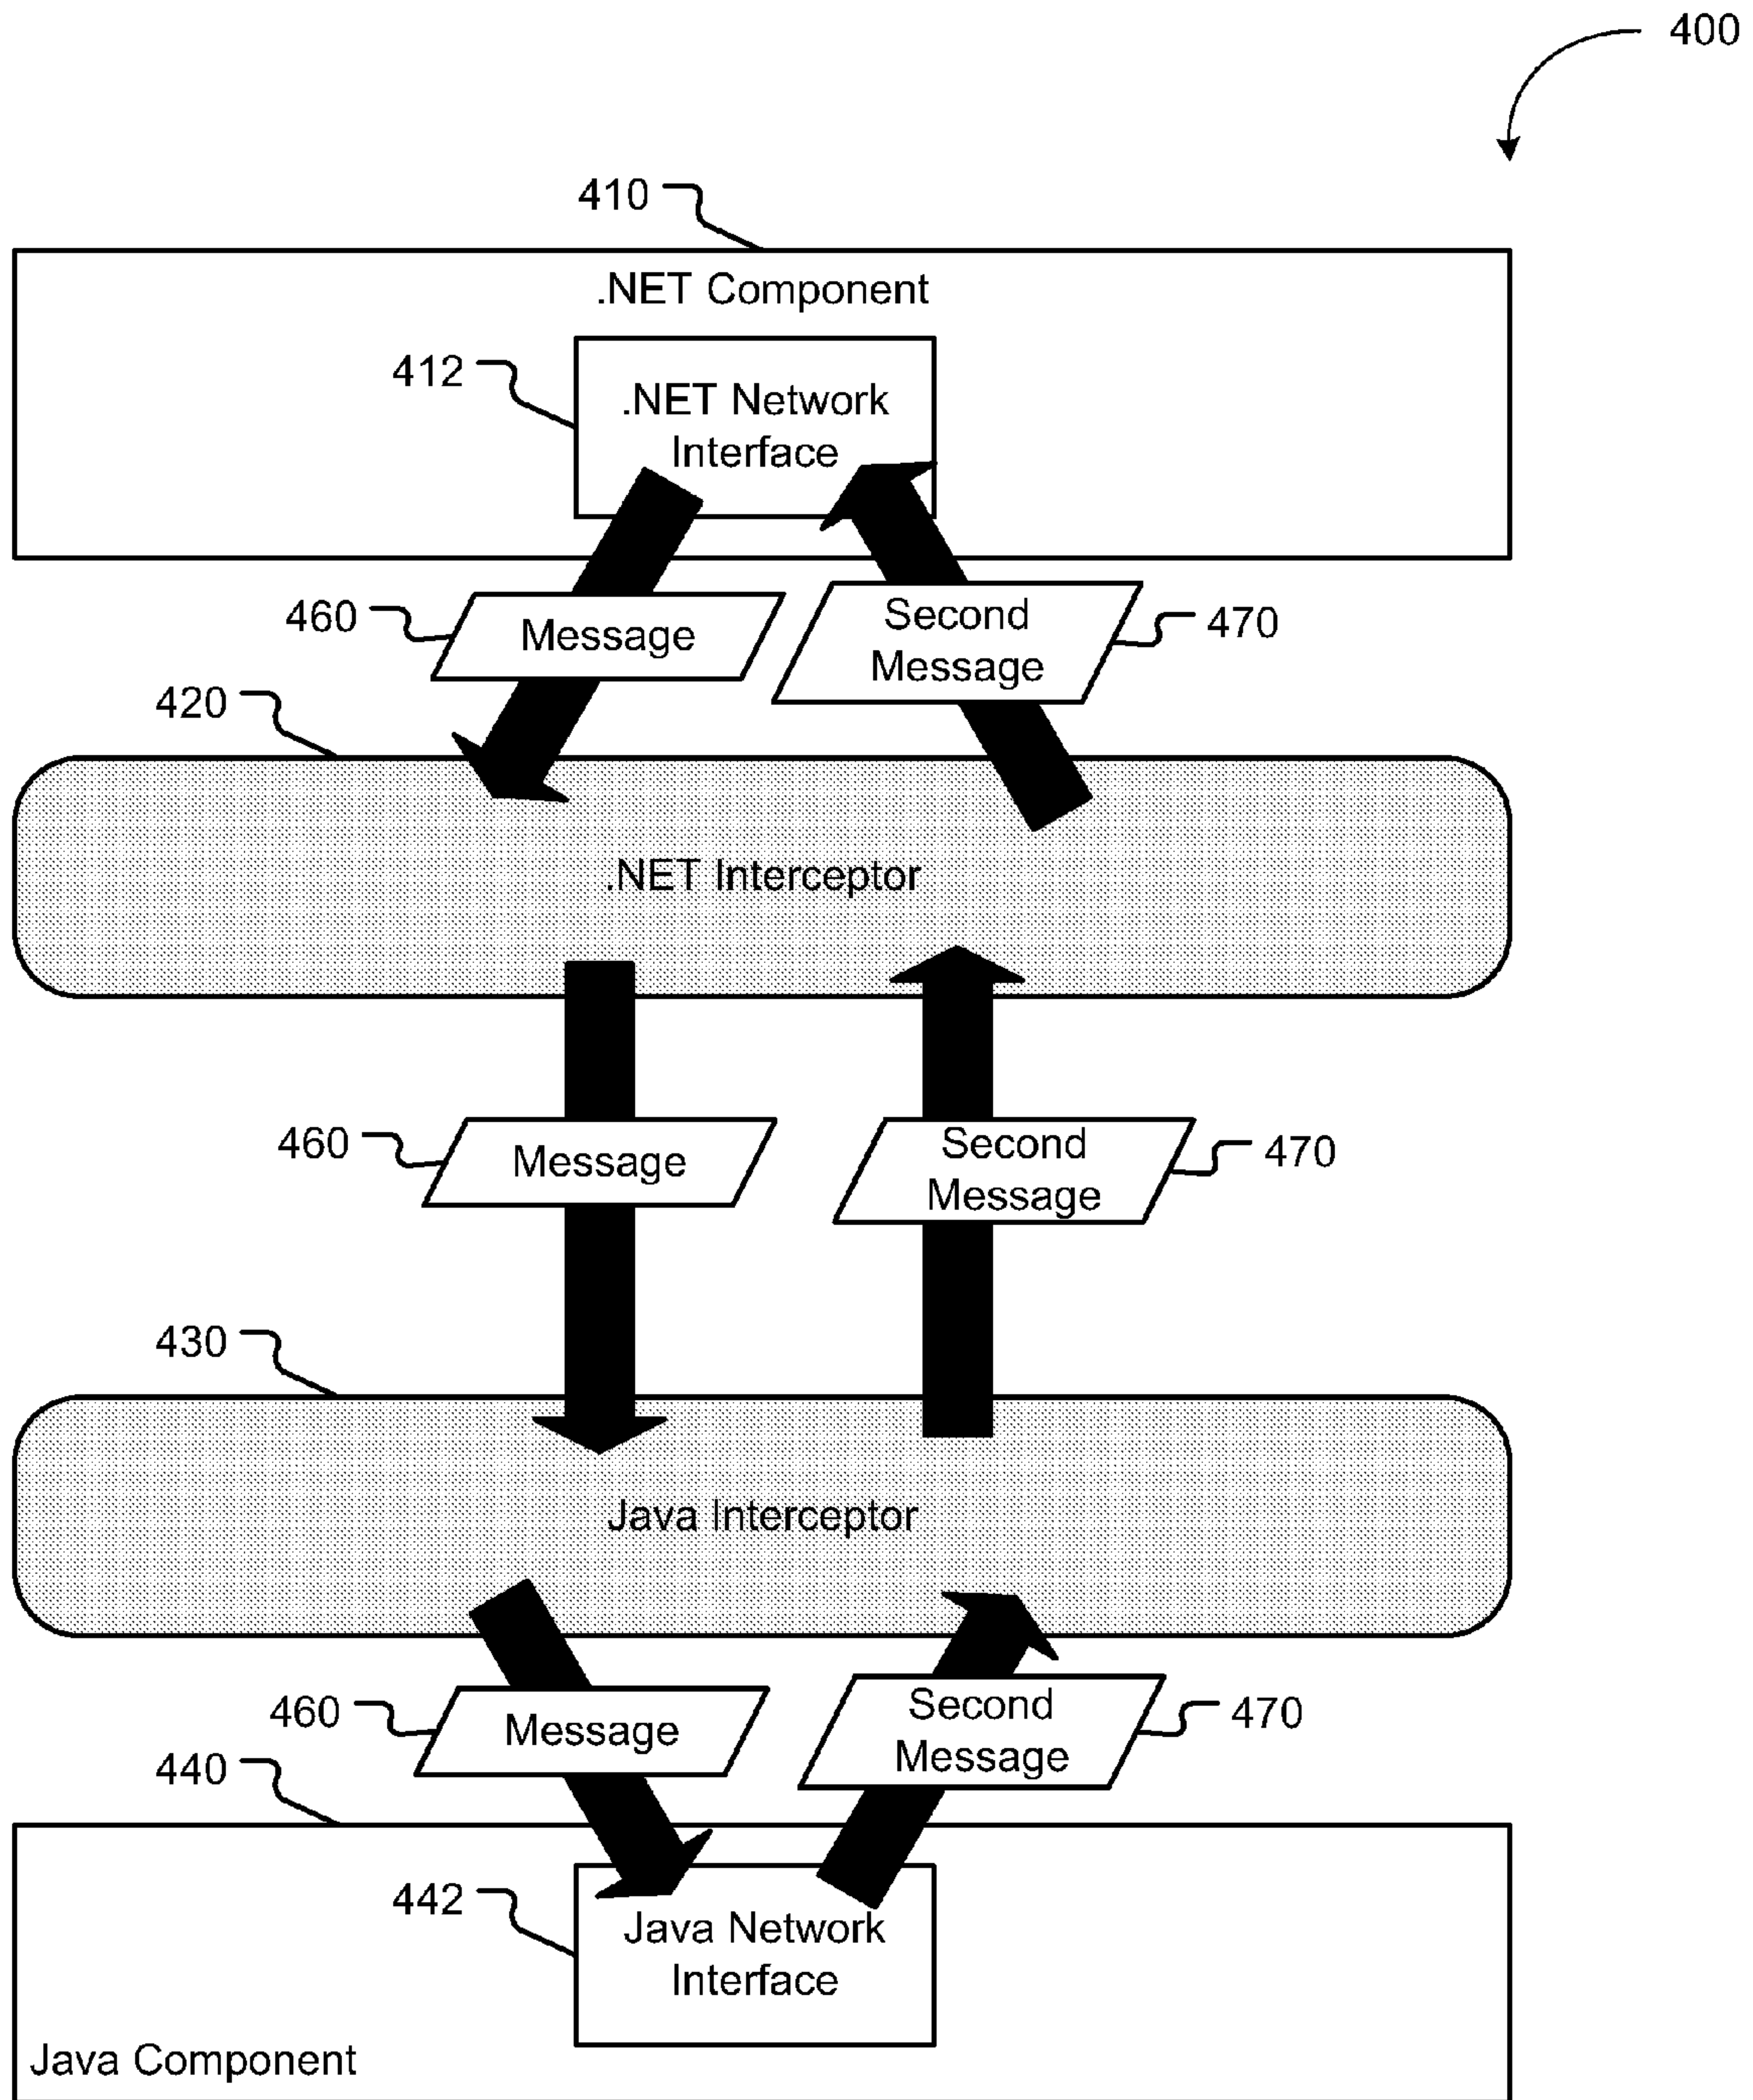 400
410
.NET Component
412
.NET Network
Interface
460
Message
Second
Message
470
420
.NET Interceptor
460
Message
Second
Message
470
430
Java Interceptor
460
Message
Second
Message
470
440
442
Java Network
Interface
Java Component